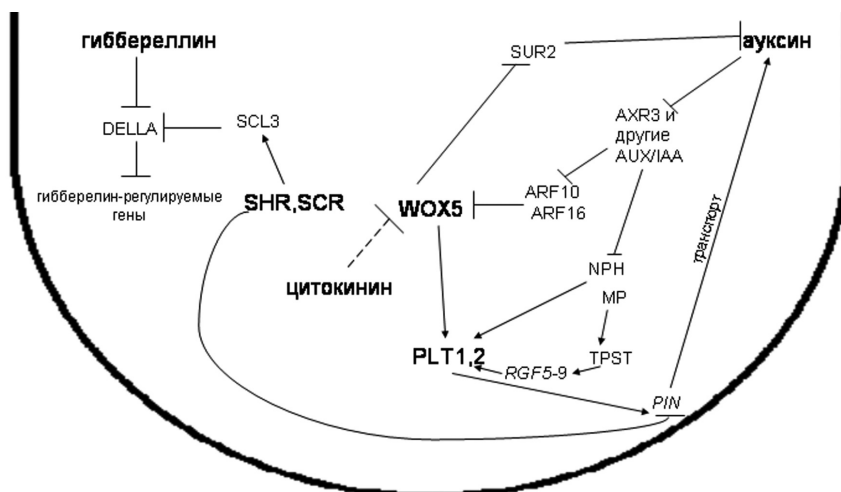 гиббереллин
SUR2
ауксин
DELLA
SCL3
AXR3 и
другие
AUX/IAA
гибберелин-регулируемые
гены
SHR,SCR
WOX5
ARF10
ARF16
транспорт
цитокинин
NPH
MP
PLT1,2
RGF5-9
TPST
PIN